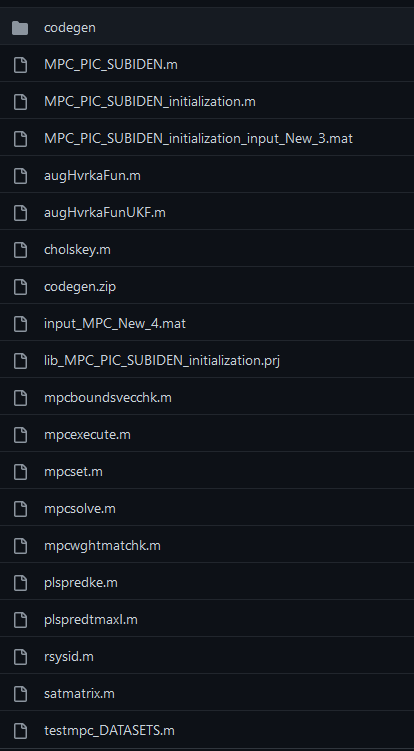 codegen
MPC_PIC_SUBIDEN.m
MPC_PIC_SUBIDEN_initialization.m
MPC_PIC_SUBIDEN_initialization_input_New_3.mat
augHvrkaFun.m
augHvrkaFunUKF.m
cholskey.m
codegen.zip
input_MPC_New_4.mat
lib_MPC_PIC_SUBIDEN_initialization.prj
mpcboundsvecchk.m
mpcexecute.m
mpcset.m
mpcsolve.m
mpcwghtmatchk.m
plspredke.m
plspredtmaxI.m
rsysid.m
satmatrix.m
testmpc_DATASETS.m